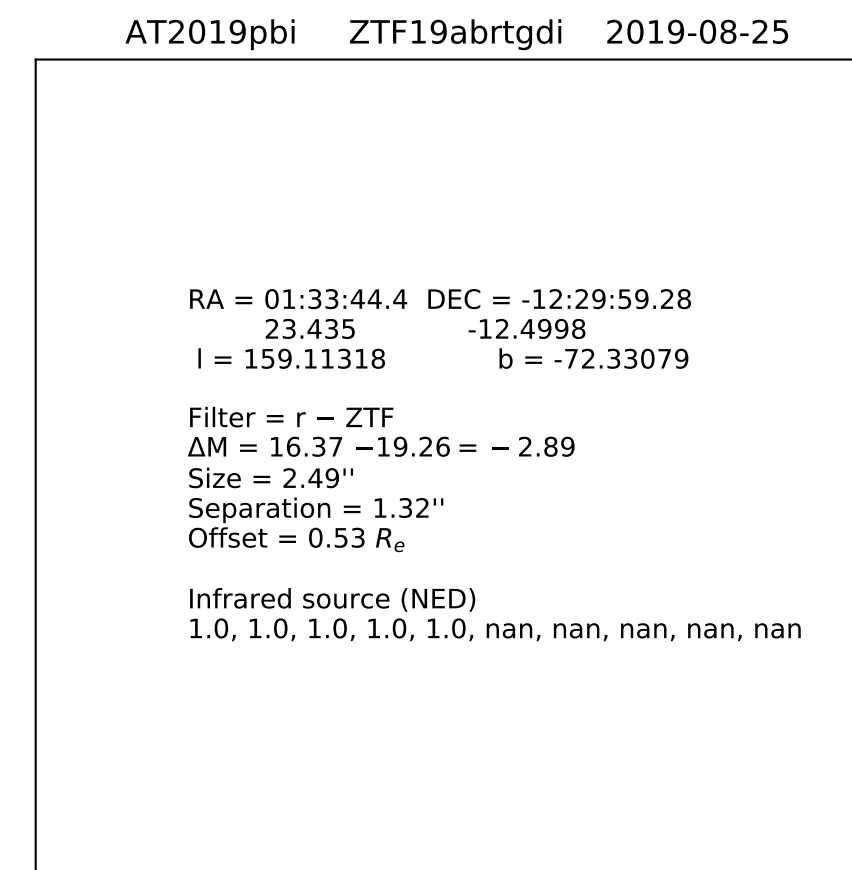 AT2019pbi ZTF19abrtgdi 2019-08-25
RA = 01:33:44.4 DEC = -12:29:59.28
23.435 -12.4998
l = 159.11318 b = -72.33079
Filter = r − ZTF
ΔM = 16.37 −19.26 = − 2.89
Size = 2.49''
Separation = 1.32''
Offset = 0.53 Re
Infrared source (NED)
1.0, 1.0, 1.0, 1.0, 1.0, nan, nan, nan, nan, nan